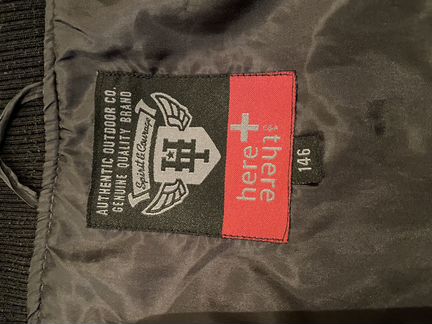 AUTHENTIC OUTDOOR CO.
GENUINE QUALITY BRAND
Spirit & Courage
H H
C&A
here+there
146